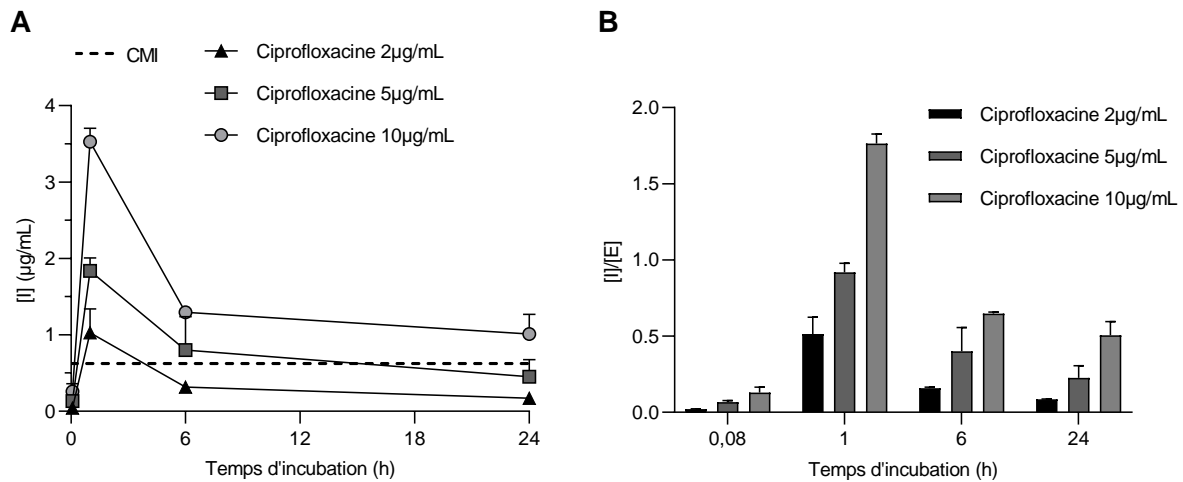 A
CMI
Ciprofloxacine 2µg/mL
Ciprofloxacine 5µg/mL
Ciprofloxacine 10µg/mL
4
3
2
1
0
[I] (µg/mL)
0
6
12
18
24
Temps d'incubation (h)
B
Ciprofloxacine 2µg/mL
Ciprofloxacine 5µg/mL
Ciprofloxacine 10µg/mL
2.0
1.5
1.0
0.5
0.0
[I]/[E]
0,08
1
6
24
Temps d'incubation (h)